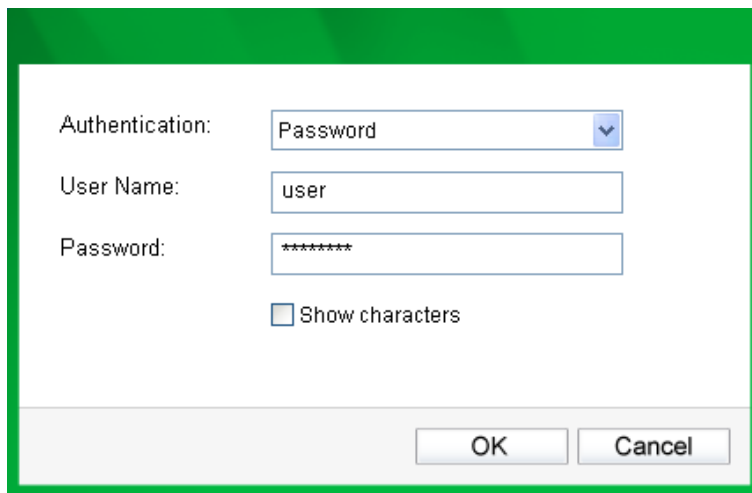 Authentication: Password
User Name: user
Password: ********
Show characters
OK Cancel